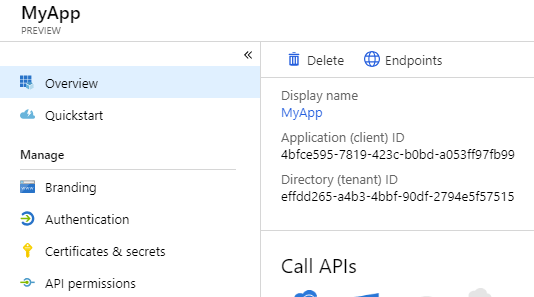 MyApp
PREVIEW
«
Overview
Quickstart
Manage
Branding
Authentication
Certificates & secrets
API permissions
Delete Endpoints
Display name
MyApp
Application (client) ID
4bfce595-7819-423c-b0bd-a053ff97fb99
Directory (tenant) ID
effdd265-a4b3-4bbf-90df-2794e5f57515
Call APIs